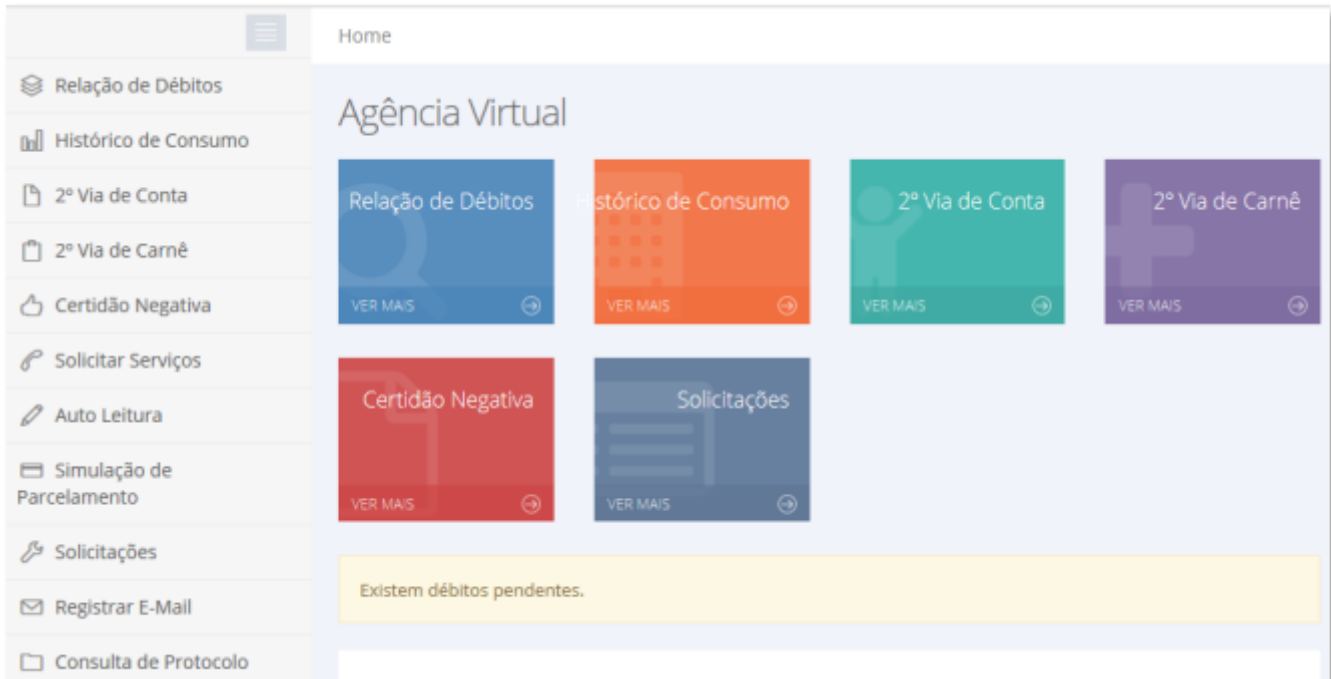 Home
Relação de Débitos
Histórico de Consumo
2º Via de Conta
2º Via de Carnê
Certidão Negativa
Solicitar Serviços
Auto Leitura
Simulação de
Parcelamento
Solicitações
Registrar E-Mail
Consulta de Protocolo
Agência Virtual
Relação de Débitos
VER MAIS
Histórico de Consumo
VER MAIS
2º Via de Conta
VER MAIS
2º Via de Carnê
VER MAIS
Certidão Negativa
VER MAIS
Solicitações
VER MAIS
Existem débitos pendentes.